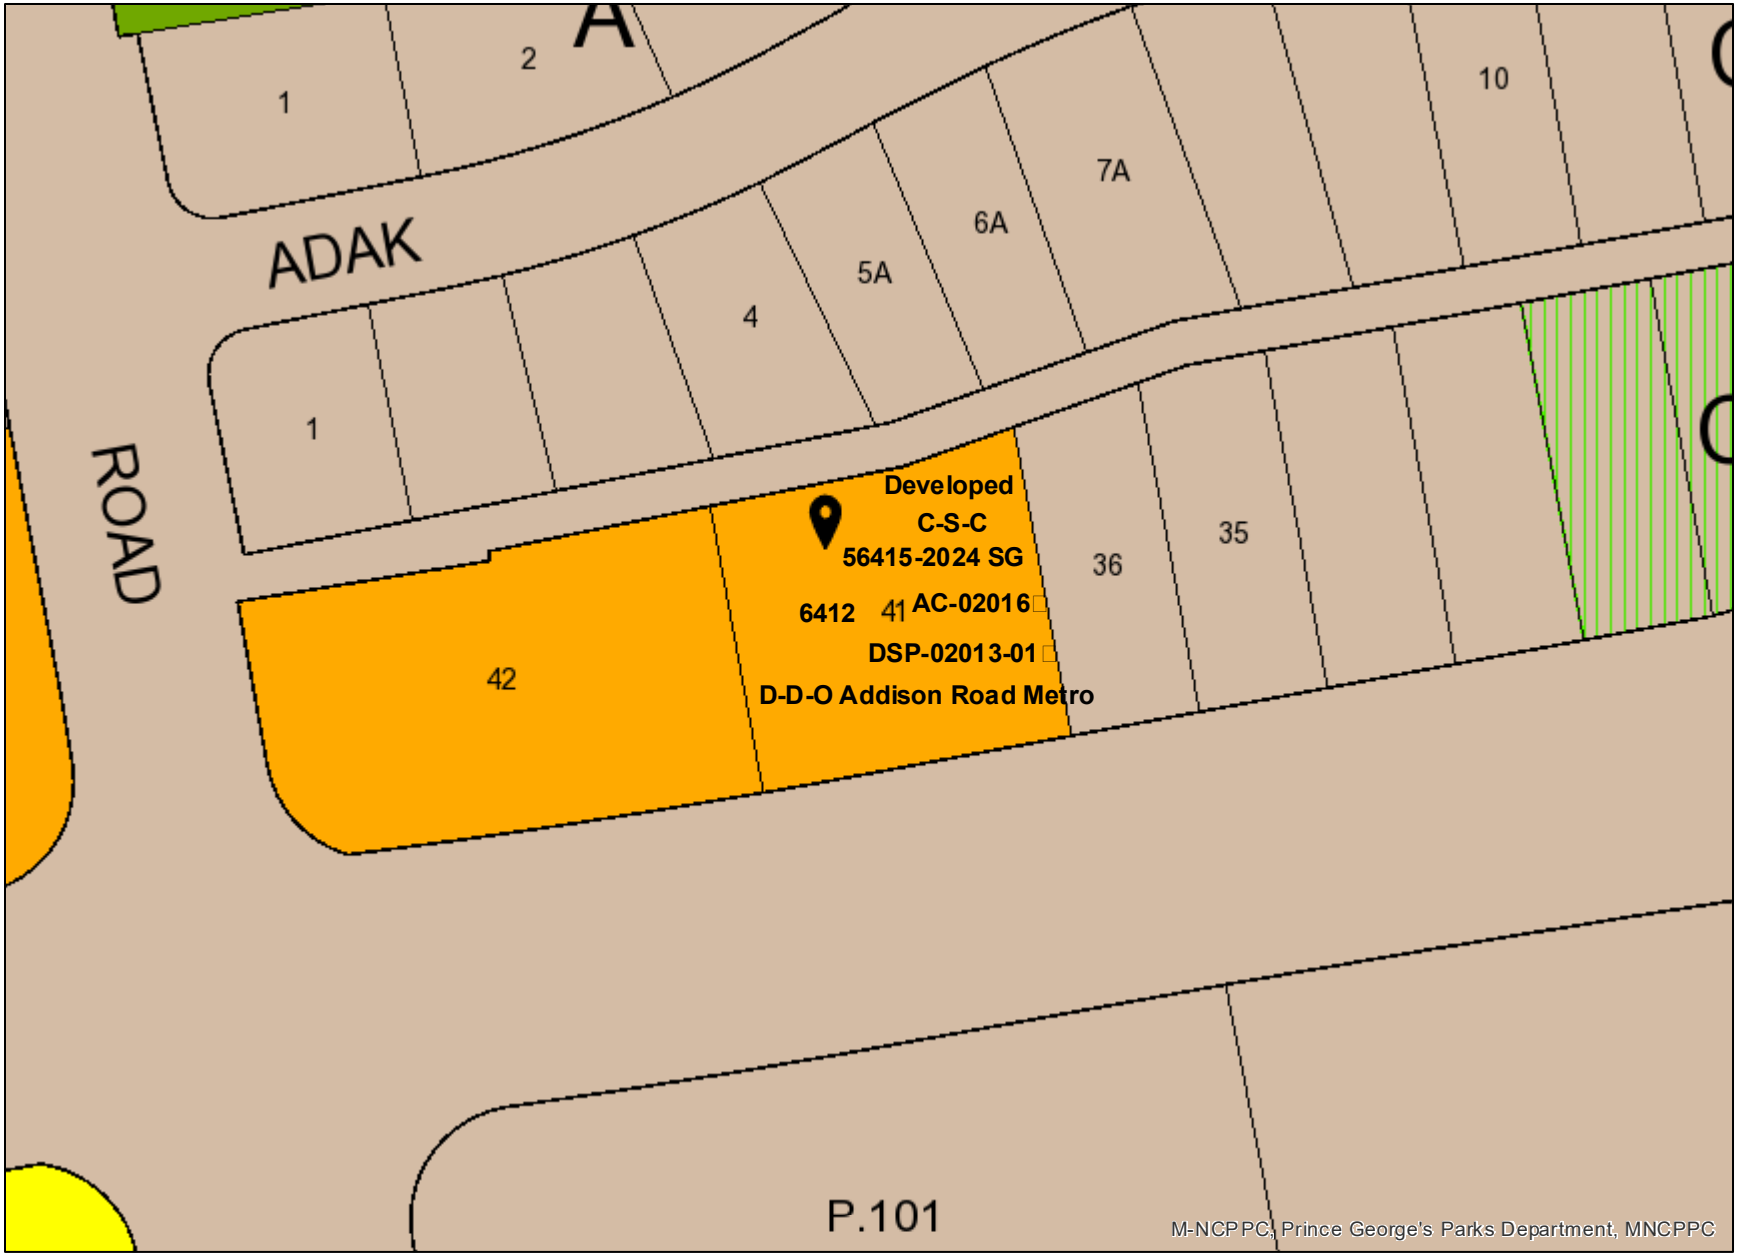 A
2
1
10
7A
6A
ADAK
5A
4
1
ROAD
Developed
C-S-C
56415-2024 SG
35
36
6412 41 AC-02016
DSP-02013-01
42
D-D-O Addison Road Metro
P.101
M-NCPPC, Prince George's Parks Department, MNCPPC